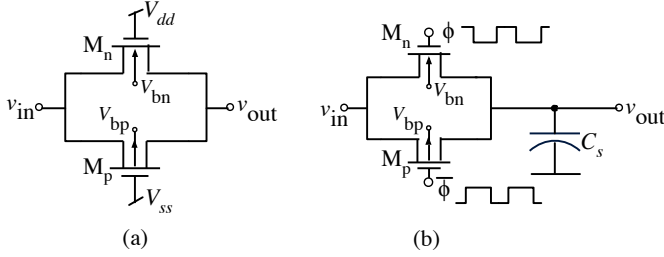 V_dd
M_n
V_bn
v_in
v_out
V_bp
M_p
V_ss
(a)
M_n
ϕ
V_bn
v_in
v_out
V_bp
C_s
M_p
ϕ̅
(b)